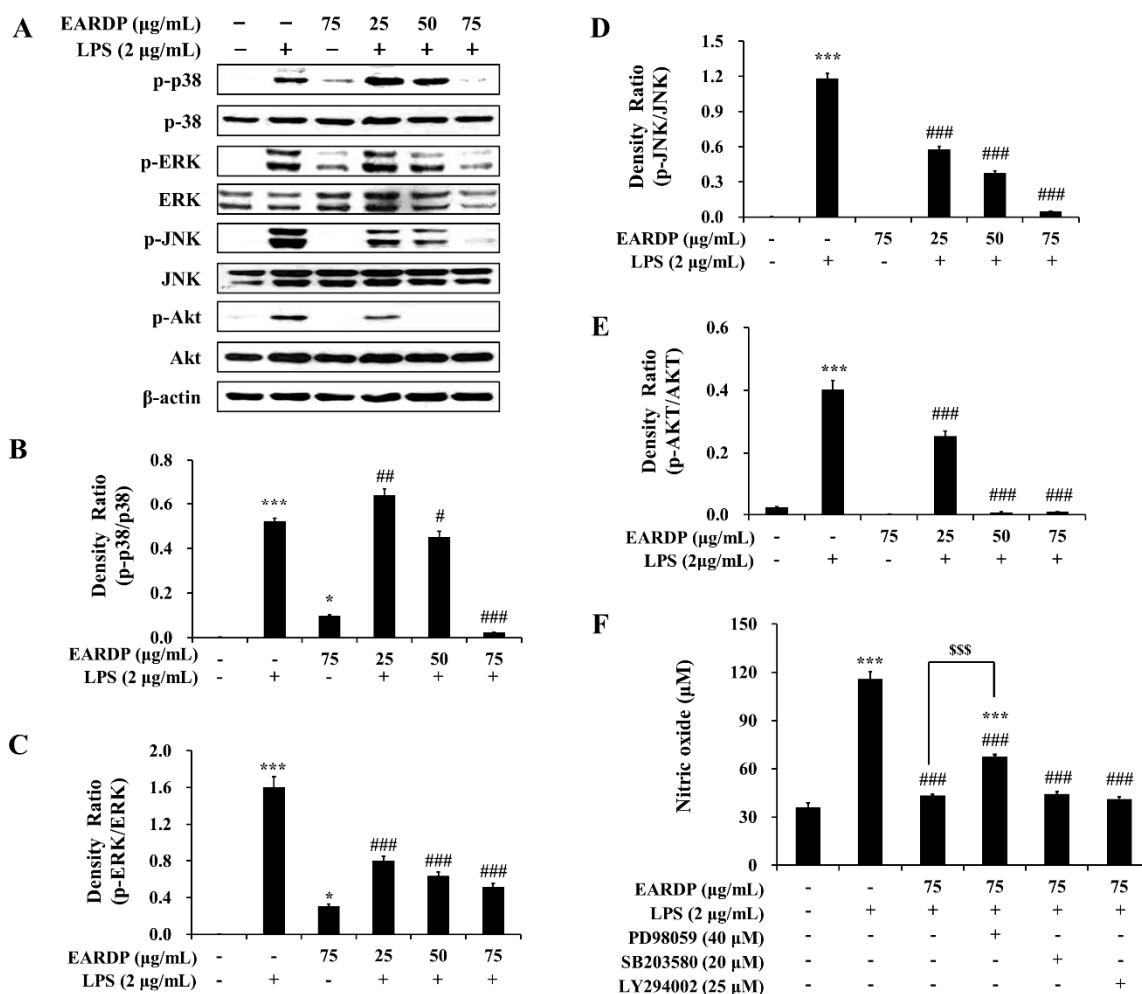 A
EARDP (μg/mL) – – 75 25 50 75
LPS (2 μg/mL) – + – + + +
p-p38
p-38
p-ERK
ERK
p-JNK
JNK
p-Akt
Akt
β-actin
B
Density Ratio
(p-p38/p38)
0.8
0.6
0.4
0.2
0.0
***
*
##
#
###
EARDP (μg/mL) - - 75 25 50 75
LPS (2 μg/mL) - + - + + +
C
Density Ratio
(p-ERK/ERK)
2.0
1.6
1.2
0.8
0.4
0.0
***
*
###
###
###
EARDP (μg/mL) - - 75 25 50 75
LPS (2 μg/mL) - + - + + +
D
Density Ratio
(p-JNK/JNK)
1.5
1.2
0.9
0.6
0.3
0.0
***
###
###
###
EARDP (μg/mL) - - 75 25 50 75
LPS (2 μg/mL) - + - + + +
E
Density Ratio
(p-AKT/AKT)
0.6
0.4
0.2
0.0
***
###
###
###
EARDP (μg/mL) - - 75 25 50 75
LPS (2μg/mL) - + - + + +
F
Nitric oxide (μM)
150
120
90
60
30
0
***
###
$$$
***
###
###
###
EARDP (μg/mL) - - 75 75 75 75
LPS (2 μg/mL) - + + + + +
PD98059 (40 μM) - - - + - -
SB203580 (20 μM) - - - - + -
LY294002 (25 μM) - - - - - +